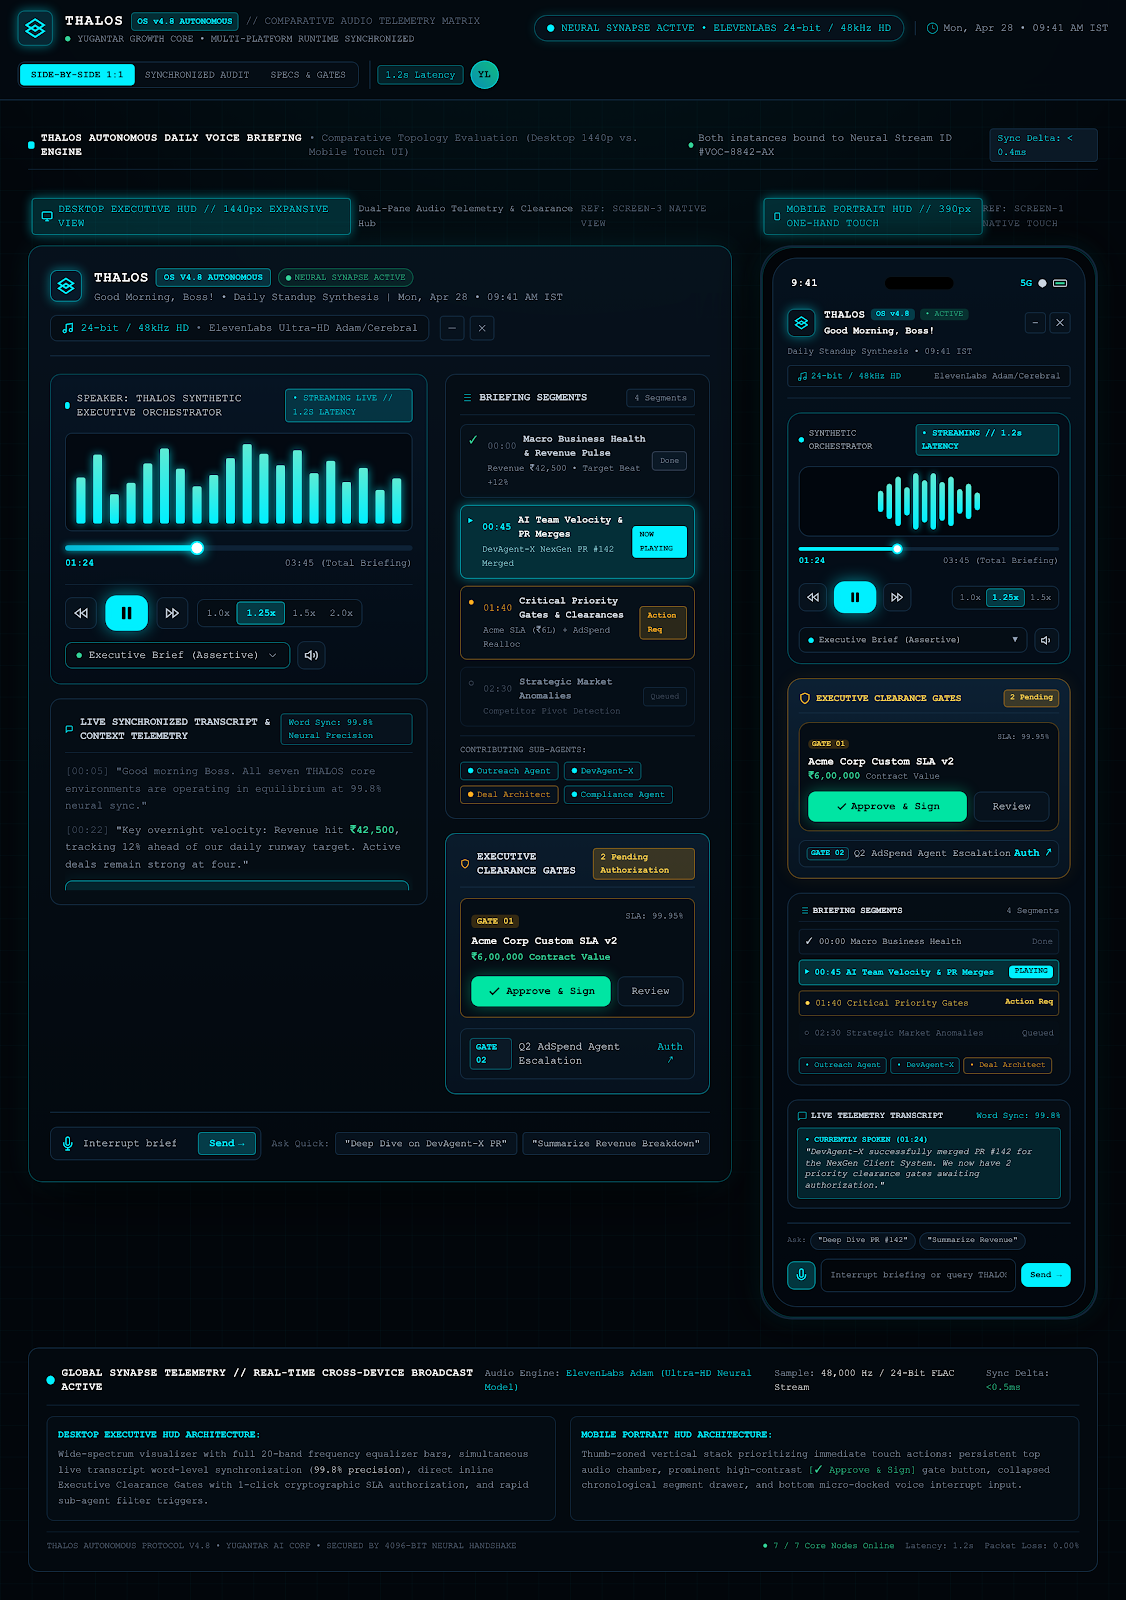 THALOS OS v4.8 AUTONOMOUS // COMPARATIVE AUDIO TELEMETRY MATRIX
YUGANTAR GROWTH CORE • MULTI-PLATFORM RUNTIME SYNCHRONIZED
NEURAL SYNAPSE ACTIVE • ELEVENLABS 24-bit / 48kHz HD
Mon, Apr 28 • 09:41 AM IST
SIDE-BY-SIDE 1:1 SYNCHRONIZED AUDIT SPECS & GATES
1.2s Latency
YL
THALOS AUTONOMOUS DAILY VOICE BRIEFING
ENGINE
• Comparative Topology Evaluation (Desktop 1440p vs.
Mobile Touch UI)
Both instances bound to Neural Stream ID
#VOC-8842-AX
Sync Delta: <
0.4ms
DESKTOP EXECUTIVE HUD // 1440px EXPANSIVE
VIEW
Dual-Pane Audio Telemetry & Clearance
Hub
REF: SCREEN-3 NATIVE
VIEW
THALOS OS V4.8 AUTONOMOUS NEURAL SYNAPSE ACTIVE
Good Morning, Boss! • Daily Standup Synthesis | Mon, Apr 28 • 09:41 AM IST
24-bit / 48kHz HD • ElevenLabs Ultra-HD Adam/Cerebral
SPEAKER: THALOS SYNTHETIC
EXECUTIVE ORCHESTRATOR
• STREAMING LIVE //
1.2S LATENCY
01:24 03:45 (Total Briefing)
1.0x 1.25x 1.5x 2.0x
Executive Brief (Assertive)
LIVE SYNCHRONIZED TRANSCRIPT &
CONTEXT TELEMETRY
Word Sync: 99.8%
Neural Precision
[00:05] "Good morning Boss. All seven THALOS core
environments are operating in equilibrium at 99.8%
neural sync."
[00:22] "Key overnight velocity: Revenue hit ₹42,500,
tracking 12% ahead of our daily runway target. Active
deals remain strong at four."
BRIEFING SEGMENTS 4 Segments
✓ 00:00 Macro Business Health
& Revenue Pulse
Revenue ₹42,500 • Target Beat
+12%
Done
▶ 00:45 AI Team Velocity &
PR Merges
DevAgent-X NexGen PR #142
Merged
NOW
PLAYING
01:40 Critical Priority
Gates & Clearances
Acme SLA (₹6L) + AdSpend
Realloc
Action
Req
02:30 Strategic Market
Anomalies
Competitor Pivot Detection
Queued
CONTRIBUTING SUB-AGENTS:
Outreach Agent DevAgent-X
Deal Architect Compliance Agent
EXECUTIVE
CLEARANCE GATES
2 Pending
Authorization
GATE 01 SLA: 99.95%
Acme Corp Custom SLA v2
₹6,00,000 Contract Value
✓ Approve & Sign Review
GATE
02
Q2 AdSpend Agent
Escalation
Auth
↗
Interrupt brief Send→
Ask Quick: "Deep Dive on DevAgent-X PR" "Summarize Revenue Breakdown"
MOBILE PORTRAIT HUD // 390px
ONE-HAND TOUCH
REF: SCREEN-1
NATIVE TOUCH
9:41 5G
THALOS OS v4.8 • ACTIVE
Good Morning, Boss!
Daily Standup Synthesis • 09:41 IST
24-bit / 48kHz HD ElevenLabs Adam/Cerebral
SYNTHETIC
ORCHESTRATOR
• STREAMING // 1.2s
LATENCY
01:24 03:45 (Total Briefing)
1.0x 1.25x 1.5x
Executive Brief (Assertive) ▼
EXECUTIVE CLEARANCE GATES 2 Pending
GATE 01 SLA: 99.95%
Acme Corp Custom SLA v2
₹6,00,000 Contract Value
✓ Approve & Sign Review
GATE 02 Q2 AdSpend Agent Escalation Auth ↗
BRIEFING SEGMENTS 4 Segments
✓ 00:00 Macro Business Health Done
▶ 00:45 AI Team Velocity & PR Merges PLAYING
● 01:40 Critical Priority Gates Action Req
○ 02:30 Strategic Market Anomalies Queued
• Outreach Agent • DevAgent-X • Deal Architect
LIVE TELEMETRY TRANSCRIPT Word Sync: 99.8%
• CURRENTLY SPOKEN (01:24)
"DevAgent-X successfully merged PR #142 for
the NexGen Client System. We now have 2
priority clearance gates awaiting
authorization."
Ask: "Deep Dive PR #142" "Summarize Revenue"
Interrupt briefing or query THALOS Send →
GLOBAL SYNAPSE TELEMETRY // REAL-TIME CROSS-DEVICE BROADCAST
ACTIVE
Audio Engine: ElevenLabs Adam (Ultra-HD Neural
Model)
Sample: 48,000 Hz / 24-Bit FLAC
Stream
Sync Delta:
<0.5ms
DESKTOP EXECUTIVE HUD ARCHITECTURE:
Wide-spectrum visualizer with full 20-band frequency equalizer bars, simultaneous
live transcript word-level synchronization (99.8% precision), direct inline
Executive Clearance Gates with 1-click cryptographic SLA authorization, and rapid
sub-agent filter triggers.
MOBILE PORTRAIT HUD ARCHITECTURE:
Thumb-zoned vertical stack prioritizing immediate touch actions: persistent top
audio chamber, prominent high-contrast [✓ Approve & Sign] gate button, collapsed
chronological segment drawer, and bottom micro-docked voice interrupt input.
THALOS AUTONOMOUS PROTOCOL V4.8 • YUGANTAR AI CORP • SECURED BY 4096-BIT NEURAL HANDSHAKE
● 7 / 7 Core Nodes Online Latency: 1.2s Packet Loss: 0.00%